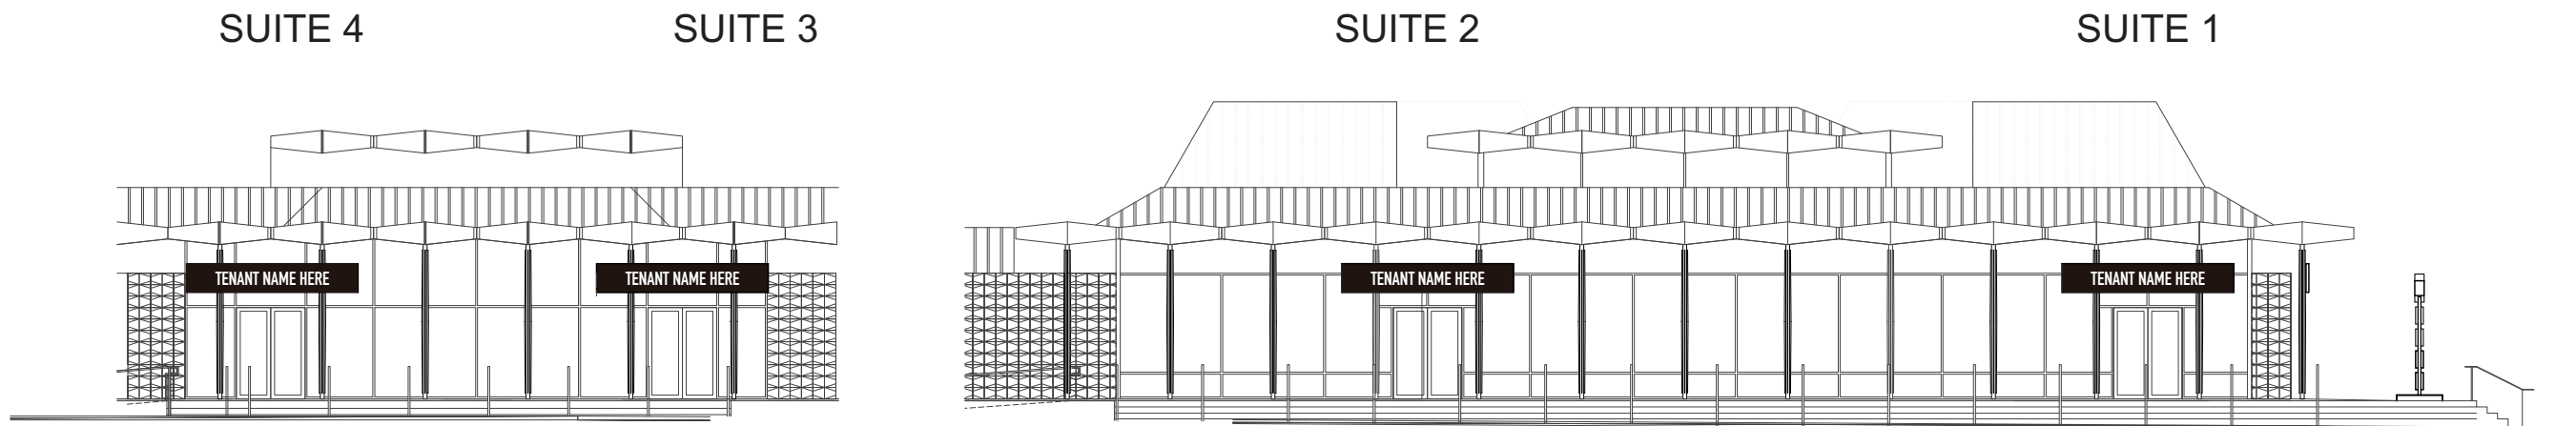 SUITE 4
SUITE 3
SUITE 2
SUITE 1
TENANT NAME HERE
TENANT NAME HERE
TENANT NAME HERE
TENANT NAME HERE